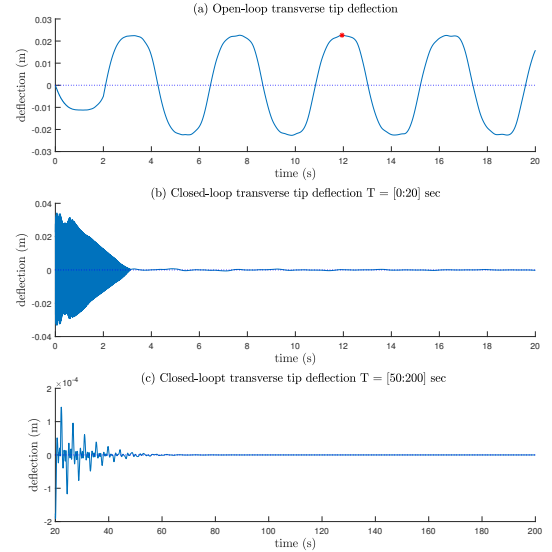 (a) Open-loop transverse tip deflection
0.03
0.02
0.01
0
-0.01
-0.02
-0.03
deflection (m)
0 2 4 6 8 10 12 14 16 18 20
time (s)
(b) Closed-loop transverse tip deflection T = [0:20] sec
0.04
0.02
0
-0.02
-0.04
deflection (m)
0 2 4 6 8 10 12 14 16 18 20
time (s)
(c) Closed-loopt transverse tip deflection T = [50:200] sec
×10⁻⁴
2
1
0
-1
-2
deflection (m)
20 40 60 80 100 120 140 160 180 200
time (s)